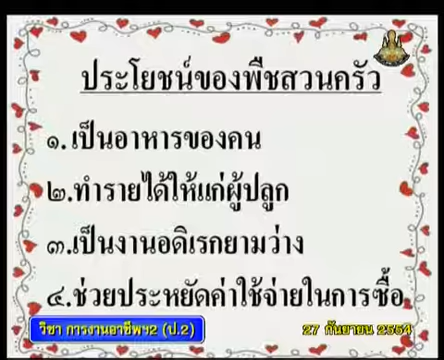 ประโยชน์ของพืชสวนครัว
๑.เป็นอาหารของคน
๒.ทำรายได้ให้แก่ผู้ปลูก
๓.เป็นงานอดิเรกยามว่าง
๔.ช่วยประหยัดค่าใช้จ่ายในการซื้อ
วิชา การงานอาชีพฯ2 (ป.2)
27 กันยายน 2554